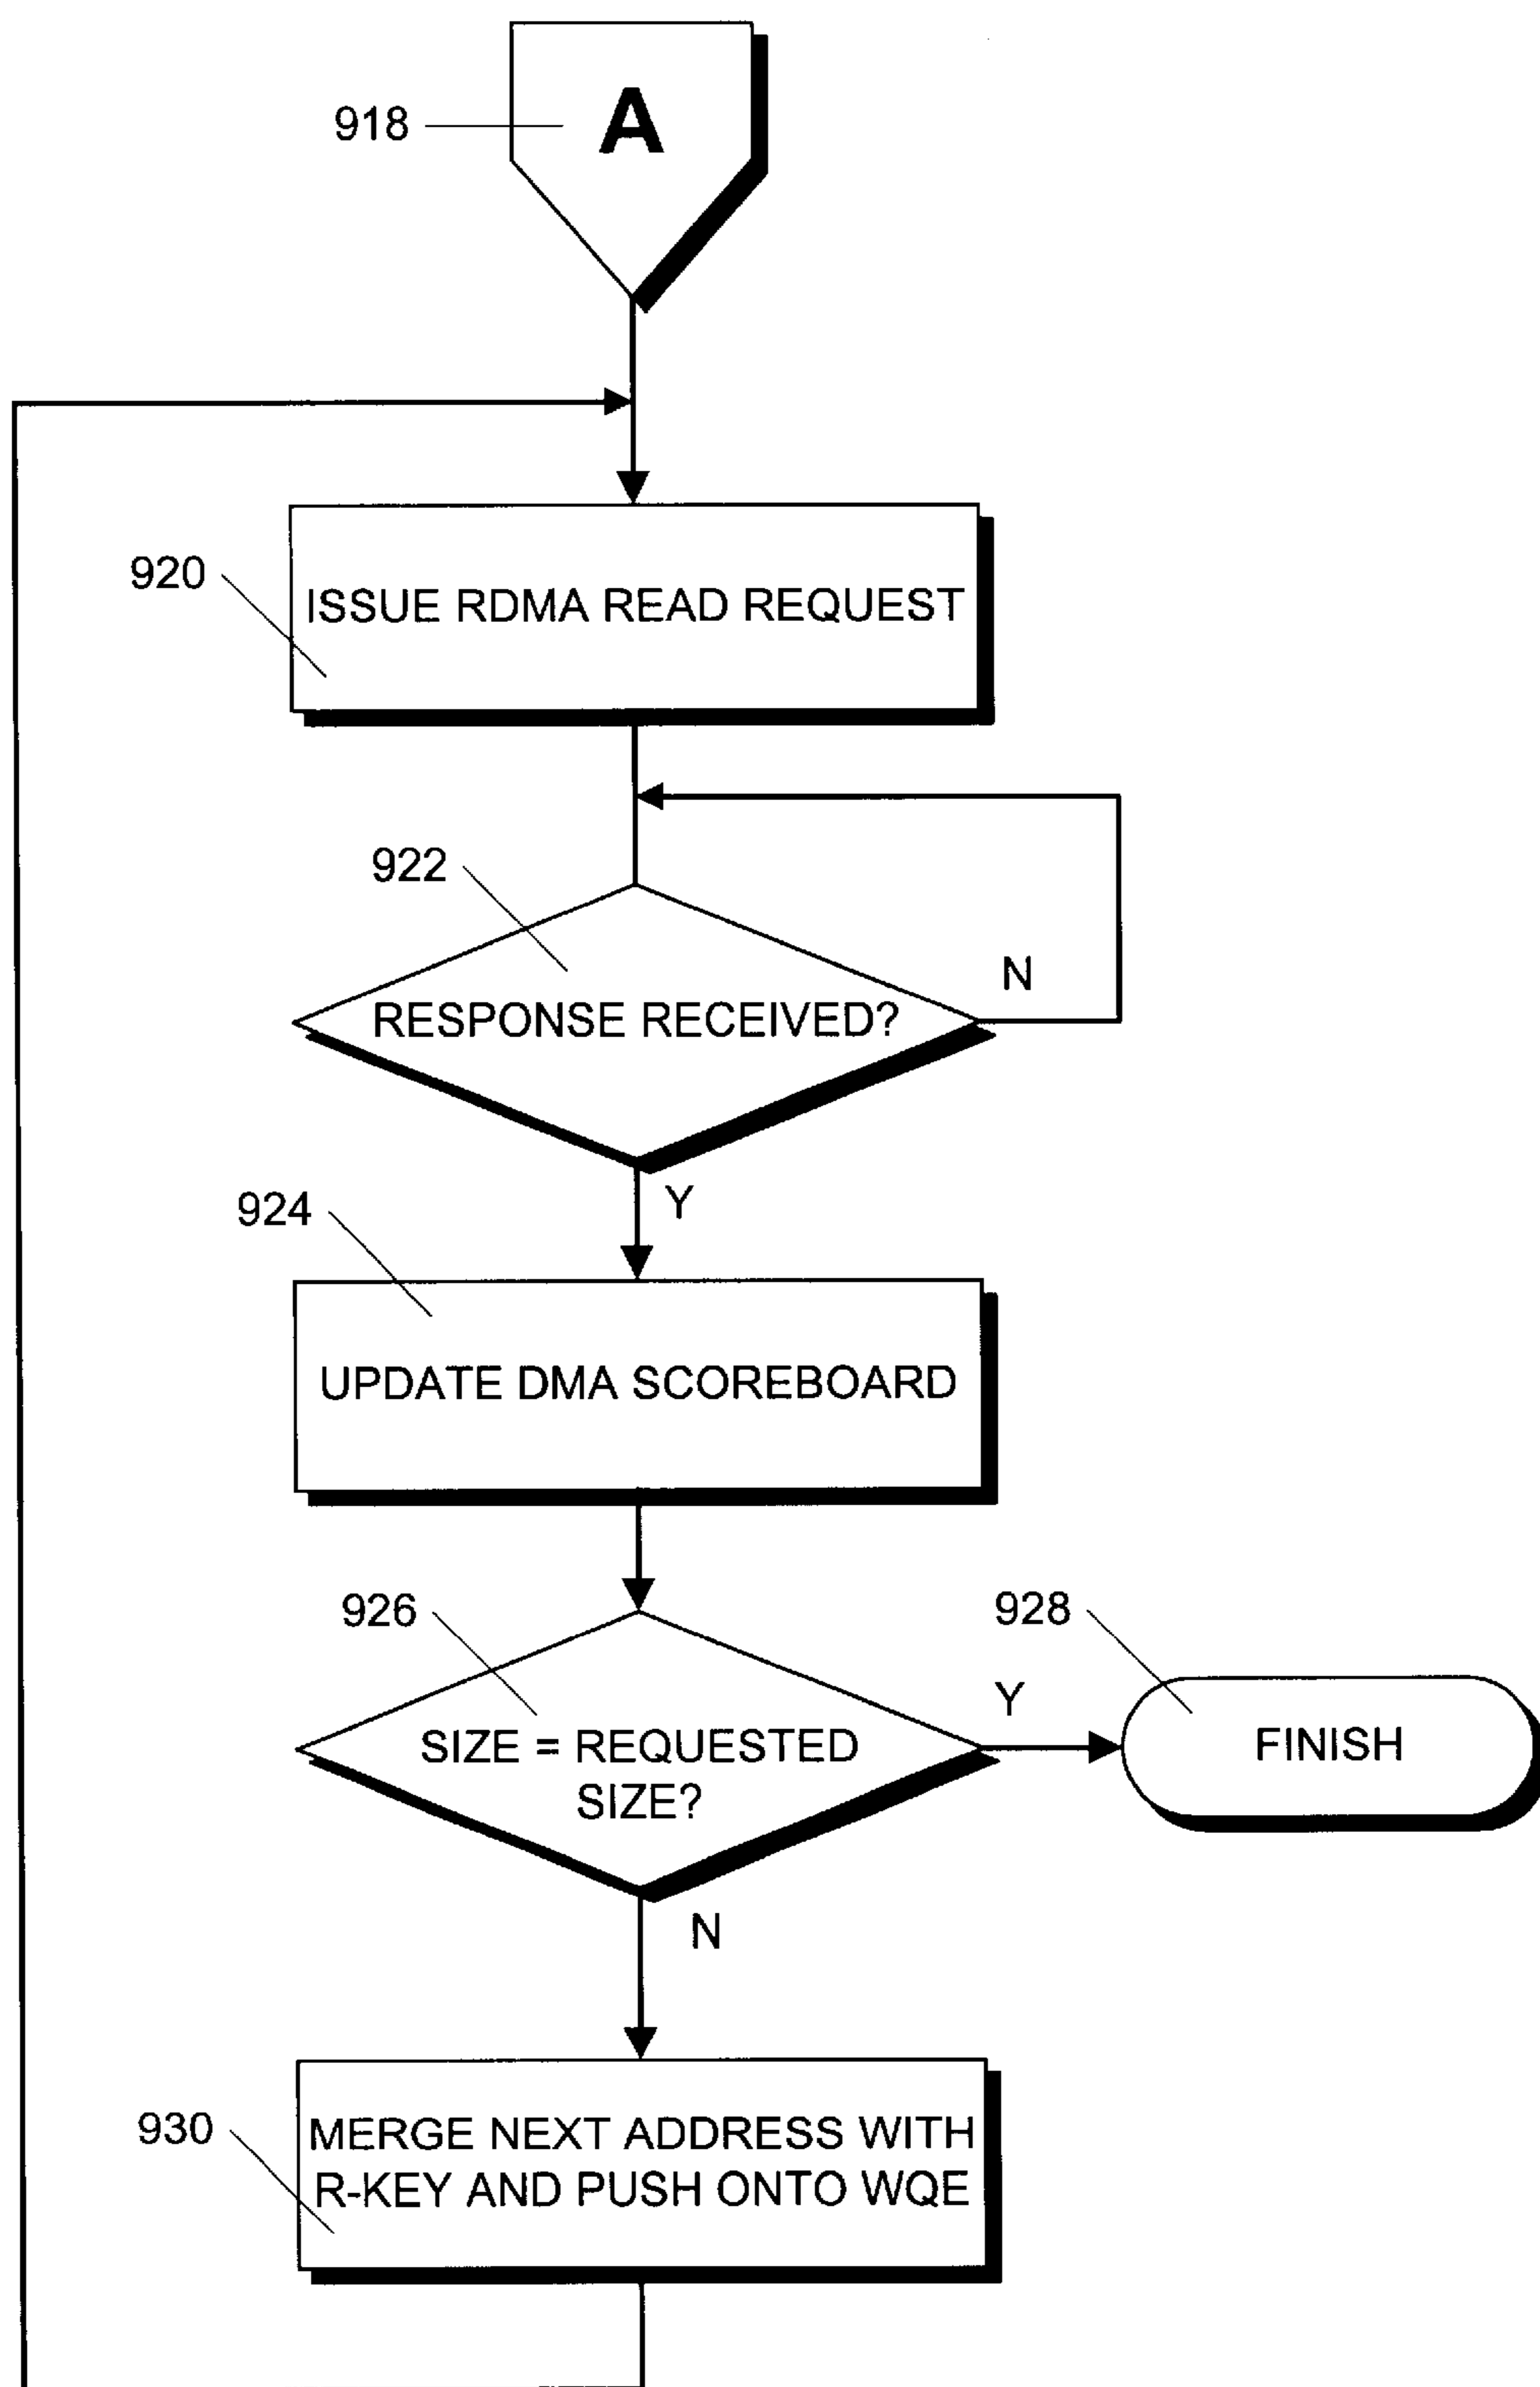 918
A
920
ISSUE RDMA READ REQUEST
922
N
RESPONSE RECEIVED?
Y
924
UPDATE DMA SCOREBOARD
926
928
Y
SIZE = REQUESTED
SIZE?
FINISH
N
930
MERGE NEXT ADDRESS WITH
R-KEY AND PUSH ONTO WQE